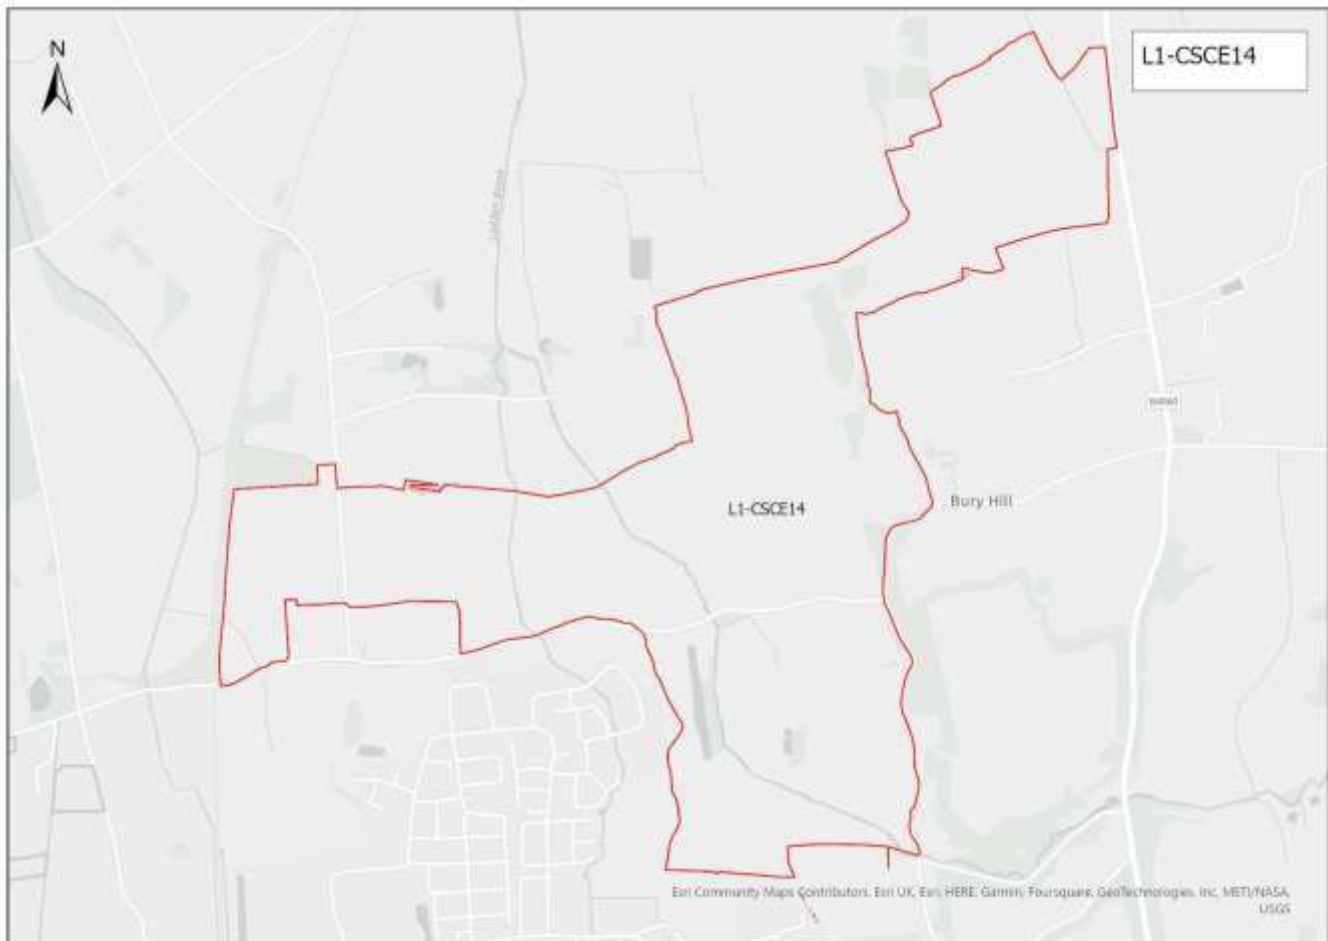 N
L1-CSCE14
L1-CSCE14
Bury Hill
Esri Community Maps Contributors, Esri UK, Esri, HERE, Garmin, Foursquare, GeoTechnologies, Inc, METI/NASA,
USGS